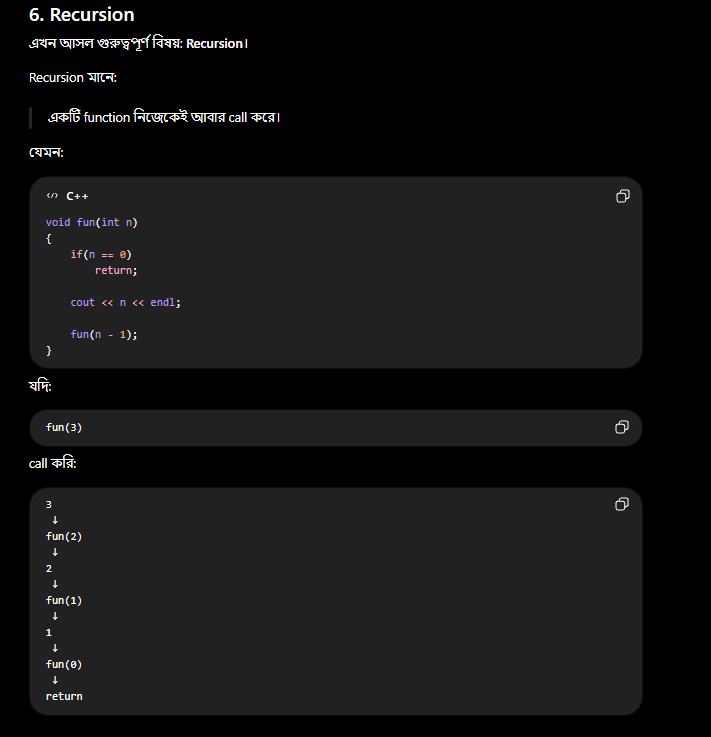 6. Recursion
এখন আসল গুরুত্বপূর্ণ বিষয়: Recursion।
Recursion মানে:
একটি function নিজেকেই আবার call করে।
যেমন:
</> C++
void fun(int n)
{
    if(n == 0)
        return;
    cout << n << endl;
    fun(n - 1);
}
যদি:
fun(3)
call করি:
3
↓
fun(2)
↓
2
↓
fun(1)
↓
1
↓
fun(0)
↓
return